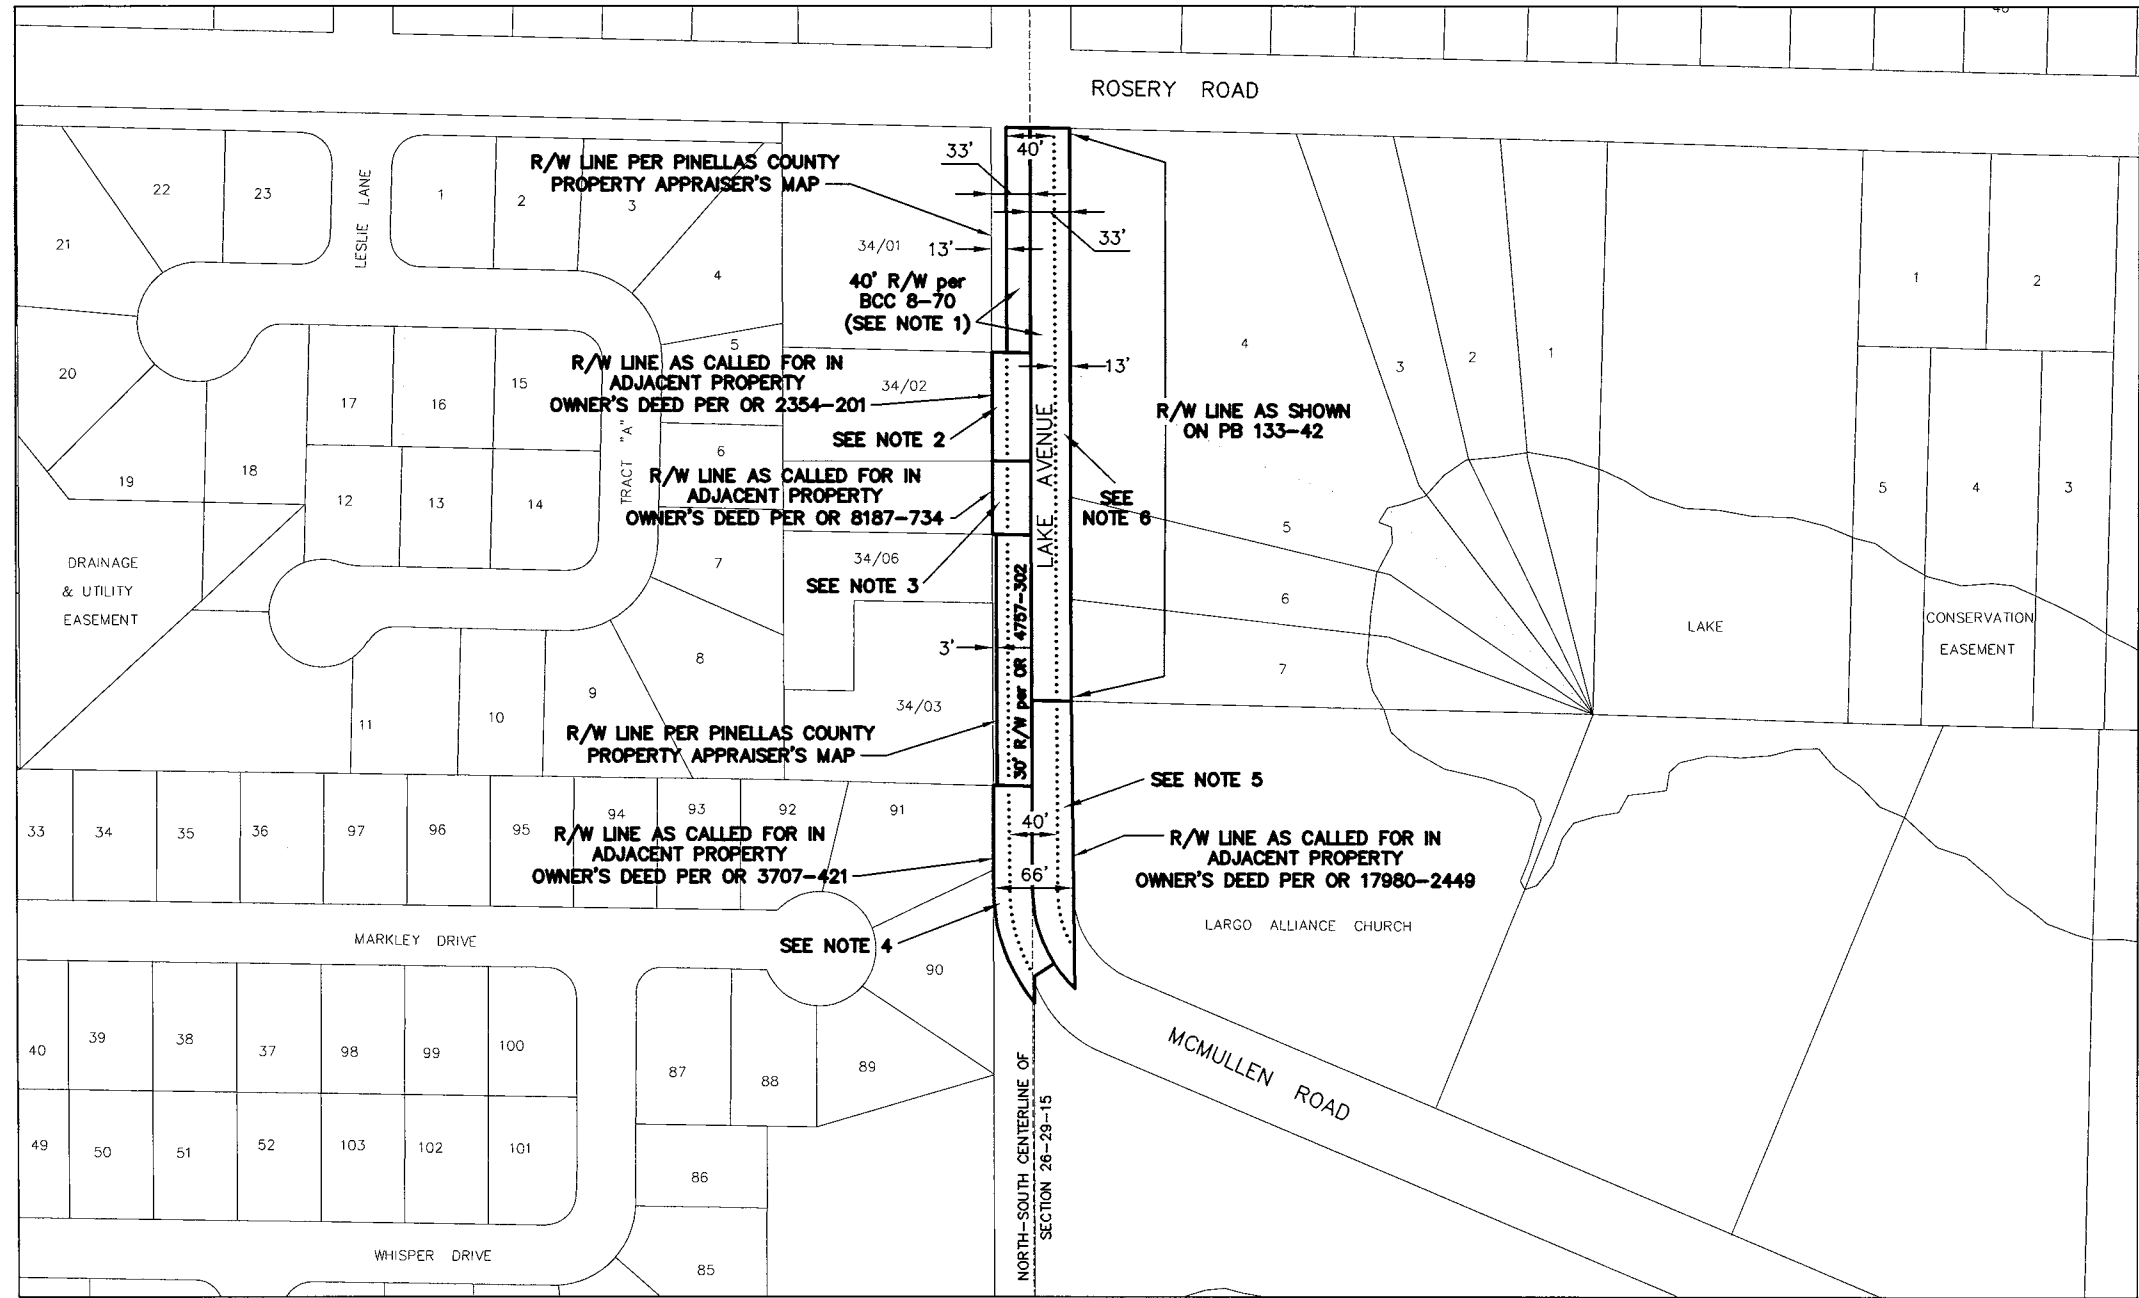 ROSERY ROAD
R/W LINE PER PINELLAS COUNTY
PROPERTY APPRAISER'S MAP
33'
40'
33'
13'
34/01
40' R/W per
BCC 8-70
(SEE NOTE 1)
22
23
21
20
19
18
LESLIE LANE
1
2
3
4
5
6
7
8
9
10
11
17
16
15
12
13
14
TRACT "A"
DRAINAGE
& UTILITY
EASEMENT
R/W LINE AS CALLED FOR IN
ADJACENT PROPERTY
OWNER'S DEED PER OR 2354-201
34/02
SEE NOTE 2
R/W LINE AS CALLED FOR IN
ADJACENT PROPERTY
OWNER'S DEED PER OR 8187-734
34/06
SEE NOTE 3
3'
34/03
R/W LINE PER PINELLAS COUNTY
PROPERTY APPRAISER'S MAP
30' R/W per OR 4757-302
LAKE AVENUE
13'
R/W LINE AS SHOWN
ON PB 133-42
SEE
NOTE 6
4
3
2
1
5
6
7
1
2
5
4
3
LAKE
CONSERVATION
EASEMENT
SEE NOTE 5
40'
66'
R/W LINE AS CALLED FOR IN
ADJACENT PROPERTY
OWNER'S DEED PER OR 17980-2449
LARGO ALLIANCE CHURCH
33
34
35
36
97
96
95
94
93
92
91
R/W LINE AS CALLED FOR IN
ADJACENT PROPERTY
OWNER'S DEED PER OR 3707-421
SEE NOTE 4
MARKLEY DRIVE
90
40
39
38
37
98
99
100
87
88
89
49
50
51
52
103
102
101
86
85
WHISPER DRIVE
NORTH-SOUTH CENTERLINE OF
SECTION 26-29-15
MCMULLEN ROAD